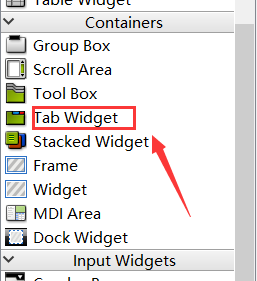 Table Widget
Containers
Group Box
Scroll Area
Tool Box
Tab Widget
Stacked Widget
Frame
Widget
MDI Area
Dock Widget
Input Widgets